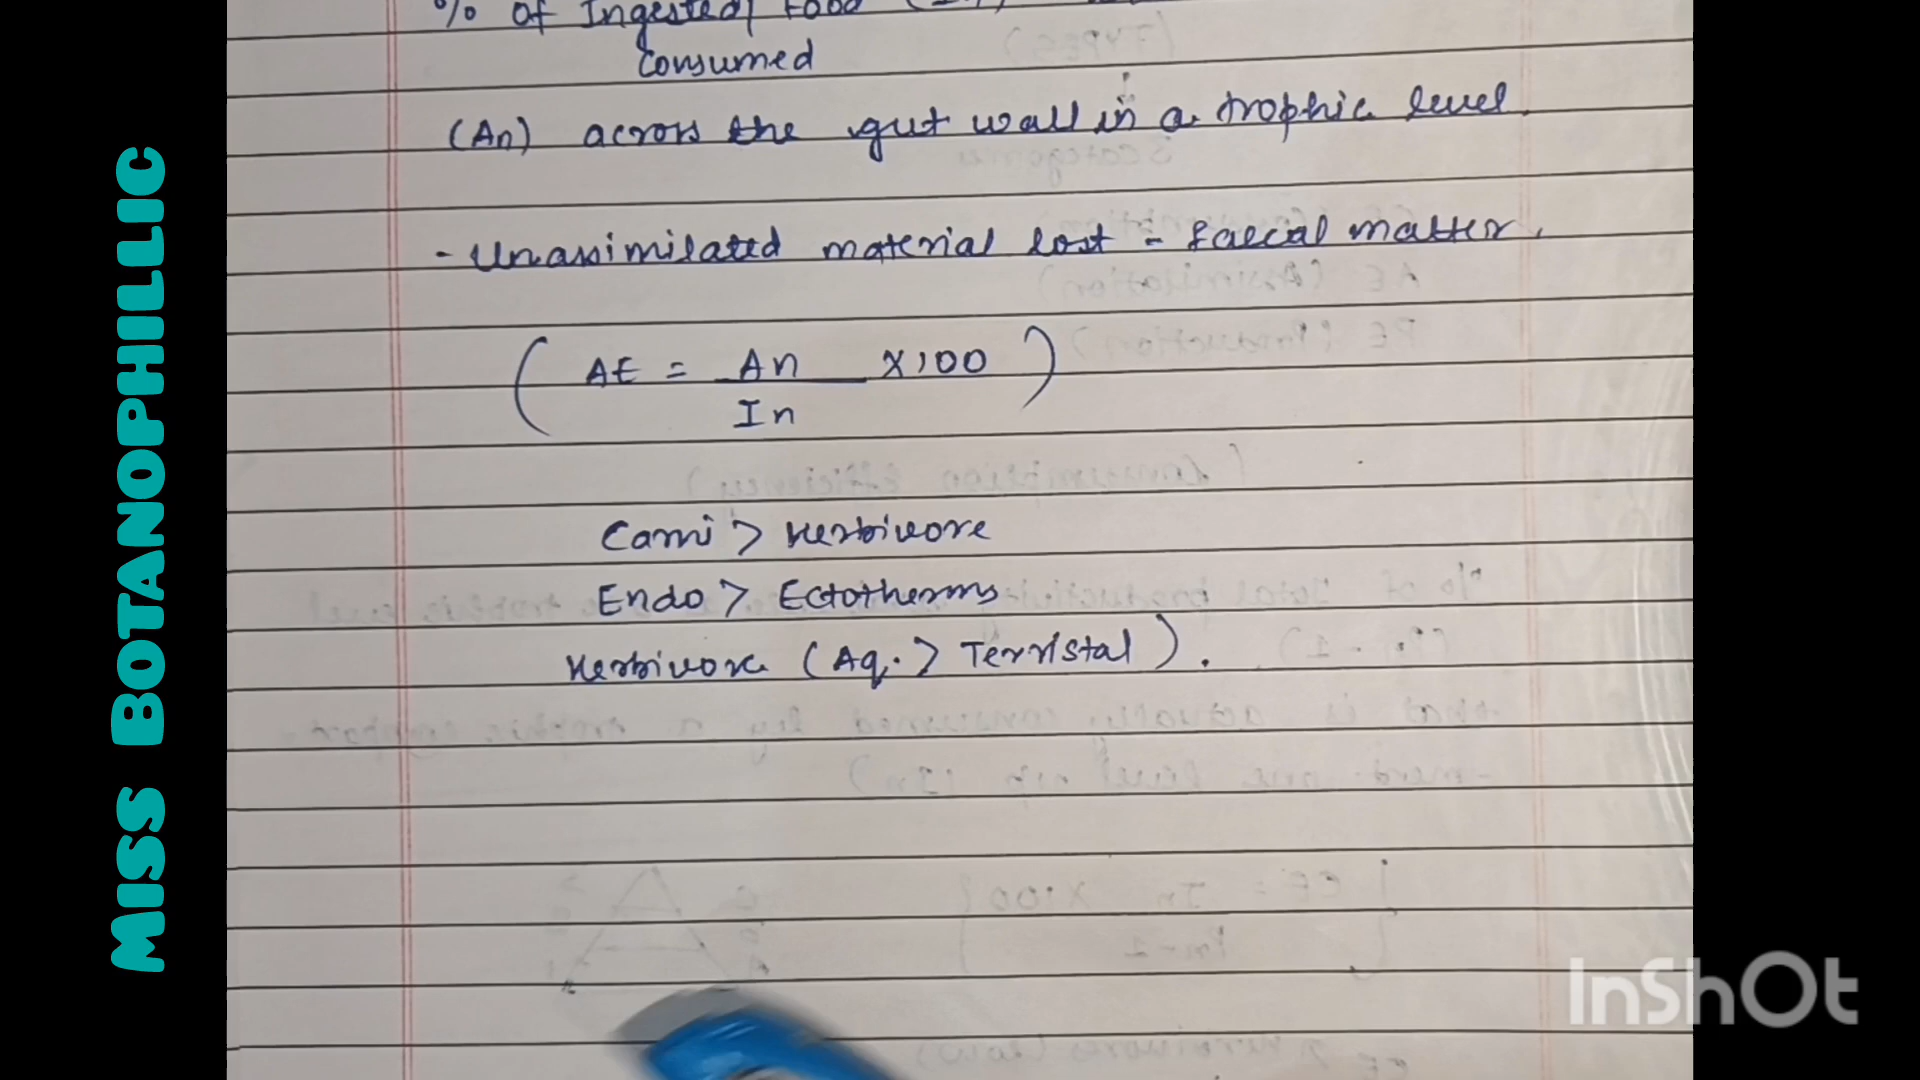 MISS BOTANOPHILLIC
% of Ingested Food
Consumed
(An) across the gut wall in a trophic level.
- Unassimilated material lost = faecal matter.
( AE = An X100 )
In
Carni > Herbivore
Endo > Ectotherms
Herbivore (Aq. > Terristal).
InShOt